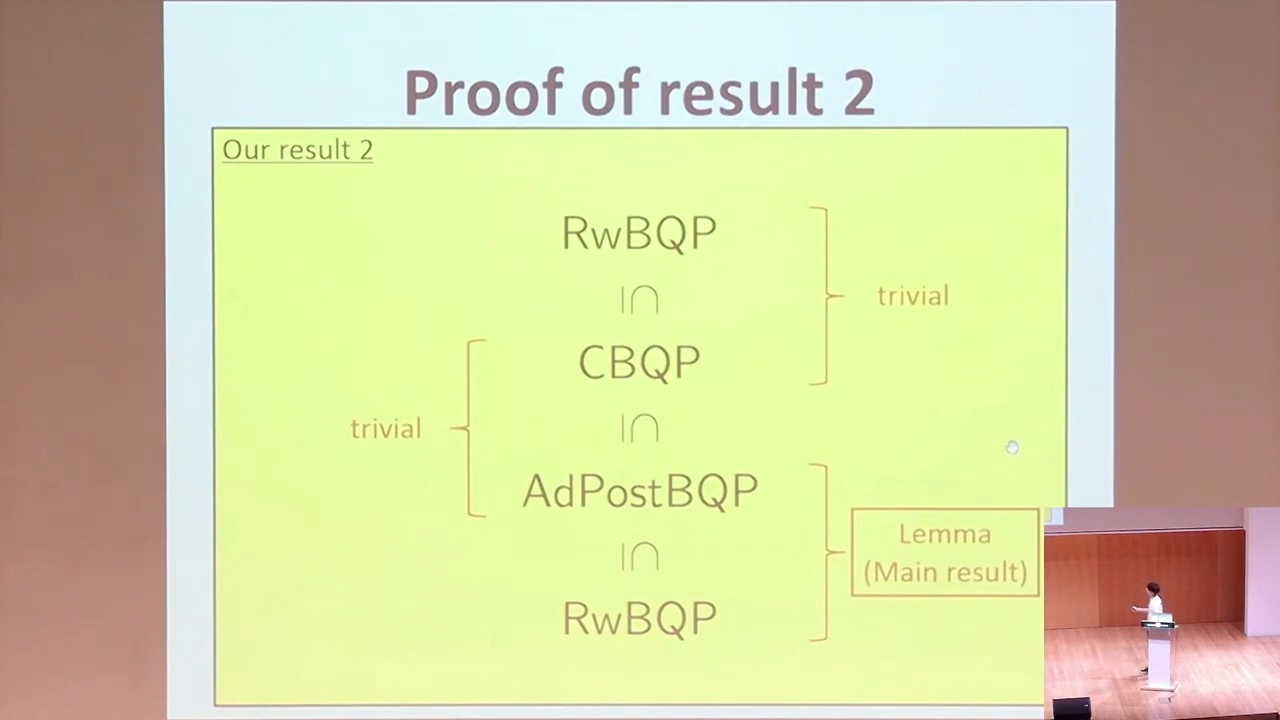 Proof of result 2
Our result 2
RwBQP
I∩
trivial
CBQP
I∩
trivial
AdPostBQP
I∩
Lemma
(Main result)
RwBQP